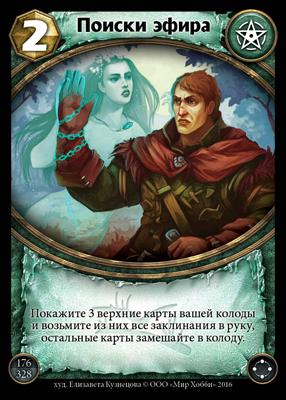 2
Поиски эфира
Покажите 3 верхние карты вашей колоды
и возьмите из них все заклинания в руку,
остальные карты замешайте в колоду.
176
328
худ. Елизавета Кузнецова © ООО «Мир Хобби» 2016